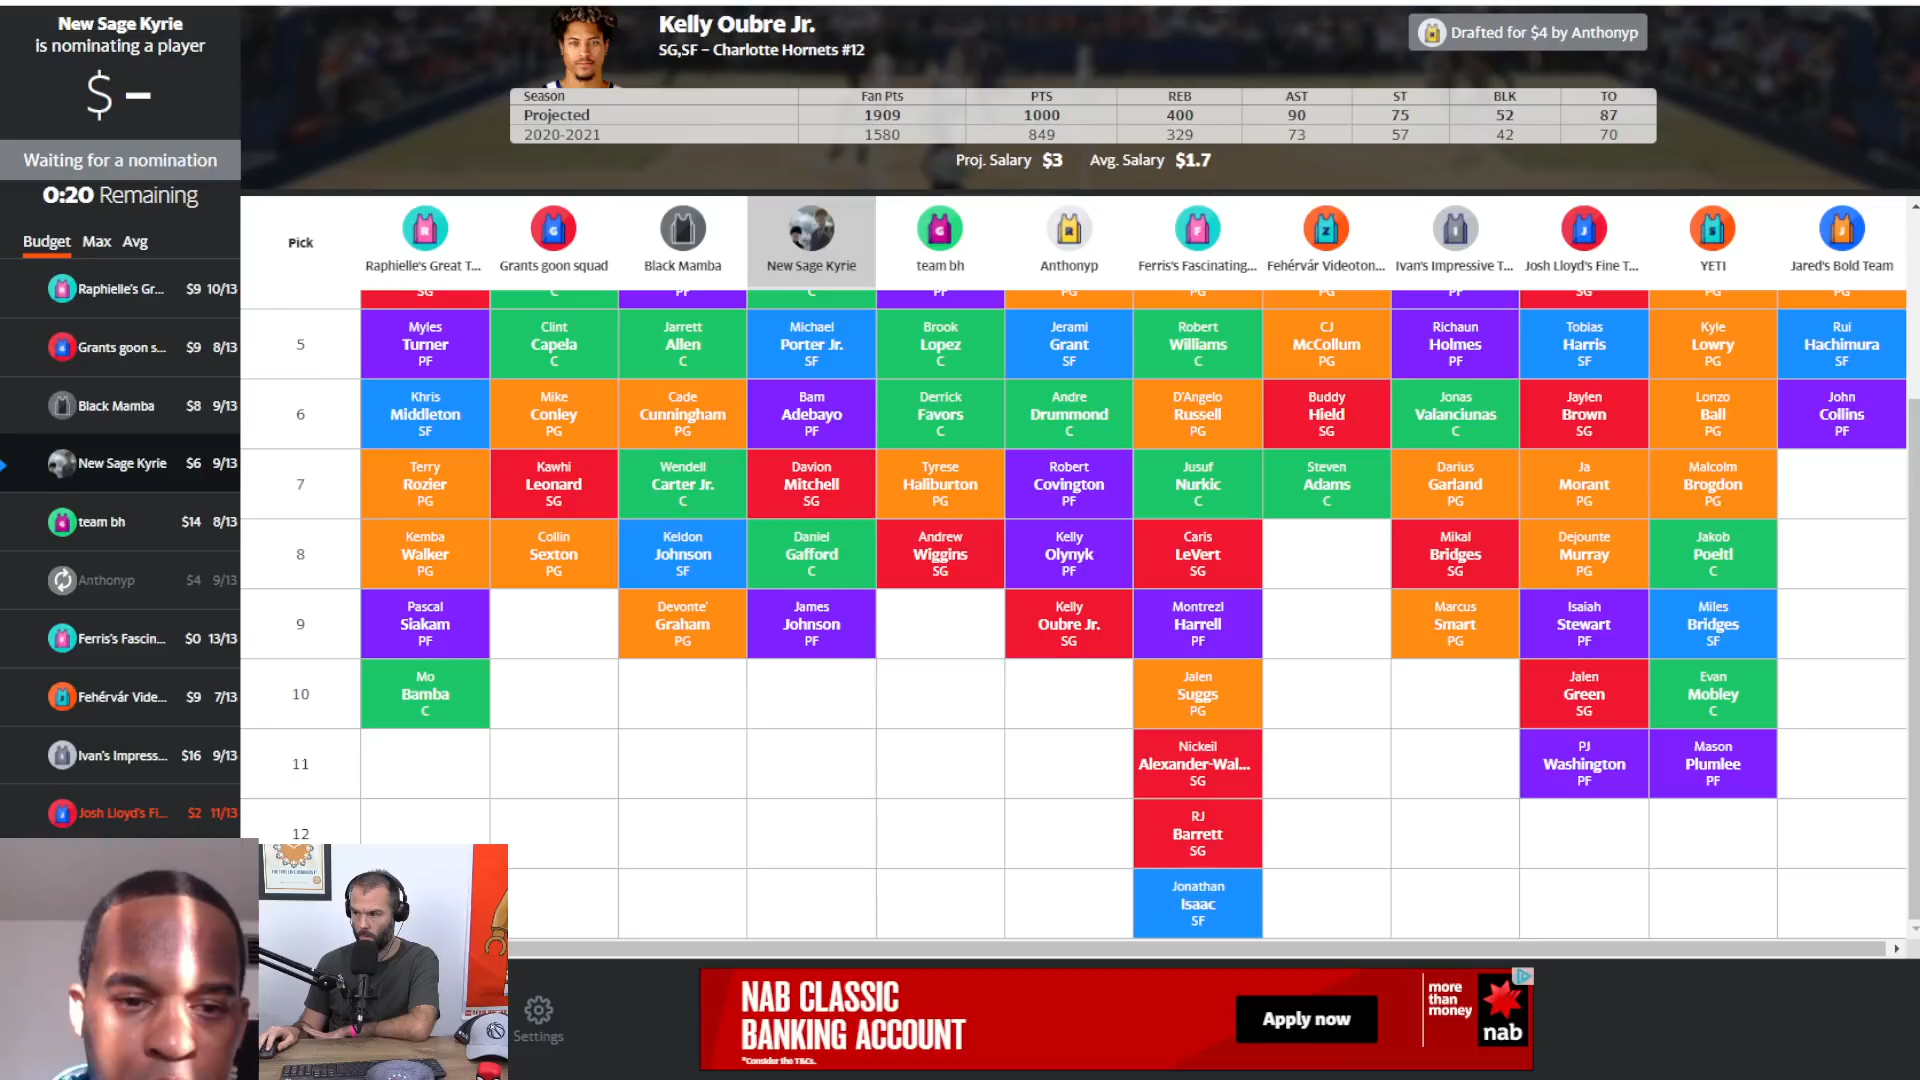 New Sage Kyrie
is nominating a player
$ –
Waiting for a nomination
0:20 Remaining
Budget Max Avg
Raphielle's Gr... $9 10/13
Grants goon s... $9 8/13
Black Mamba $8 9/13
New Sage Kyrie $6 9/13
team bh $14 8/13
Anthonyp $4 9/13
Ferris's Fascin... $0 13/13
Fehérvár Vide... $9 7/13
Ivan's Impress... $16 9/13
Josh Lloyd's Fi... $2 11/13
Kelly Oubre Jr.
SG,SF – Charlotte Hornets #12
Drafted for $4 by Anthonyp
Season Fan Pts PTS REB AST ST BLK TO
Projected 1909 1000 400 90 75 52 87
2020-2021 1580 849 329 73 57 42 70
Proj. Salary $3 Avg. Salary $1.7
Pick Raphielle's Great T... Grants goon squad Black Mamba New Sage Kyrie team bh Anthonyp Ferris's Fascinating... Fehérvár Videoton... Ivan's Impressive T... Josh Lloyd's Fine T... YETI Jared's Bold Team
SG C PF C PF PG PG PG PF SG PG PG
Myles Clint Jarrett Michael Brook Jerami Robert CJ Richaun Tobias Kyle Rui
5 Turner Capela Allen Porter Jr. Lopez Grant Williams McCollum Holmes Harris Lowry Hachimura
PF C C SF C SF C PG PF SF PG SF
Khris Mike Cade Bam Derrick Andre D'Angelo Buddy Jonas Jaylen Lonzo John
6 Middleton Conley Cunningham Adebayo Favors Drummond Russell Hield Valanciunas Brown Ball Collins
SF PG PG PF C C PG SG C SG PG PF
Terry Kawhi Wendell Davion Tyrese Robert Jusuf Steven Darius Ja Malcolm
7 Rozier Leonard Carter Jr. Mitchell Haliburton Covington Nurkic Adams Garland Morant Brogdon
PG SG C SG PG PF C C PG PG PG
Kemba Collin Keldon Daniel Andrew Kelly Caris Mikal Dejounte Jakob
8 Walker Sexton Johnson Gafford Wiggins Olynyk LeVert Bridges Murray Poeltl
PG PG SF C SG PF SG SG PG C
Pascal Devonte' James Kelly Montrezl Marcus Isaiah Miles
9 Siakam Graham Johnson Oubre Jr. Harrell Smart Stewart Bridges
PF PG PF SG PF PG PF SF
Mo Jalen Jalen Evan
10 Bamba Suggs Green Mobley
C PG SG C
Nickeil PJ Mason
11 Alexander-Wal... Washington Plumlee
SG PF PF
RJ
12 Barrett
SG
Jonathan
Isaac
SF
Settings
NAB CLASSIC
BANKING ACCOUNT
*Consider the T&Cs.
Apply now
more
than
money
nab